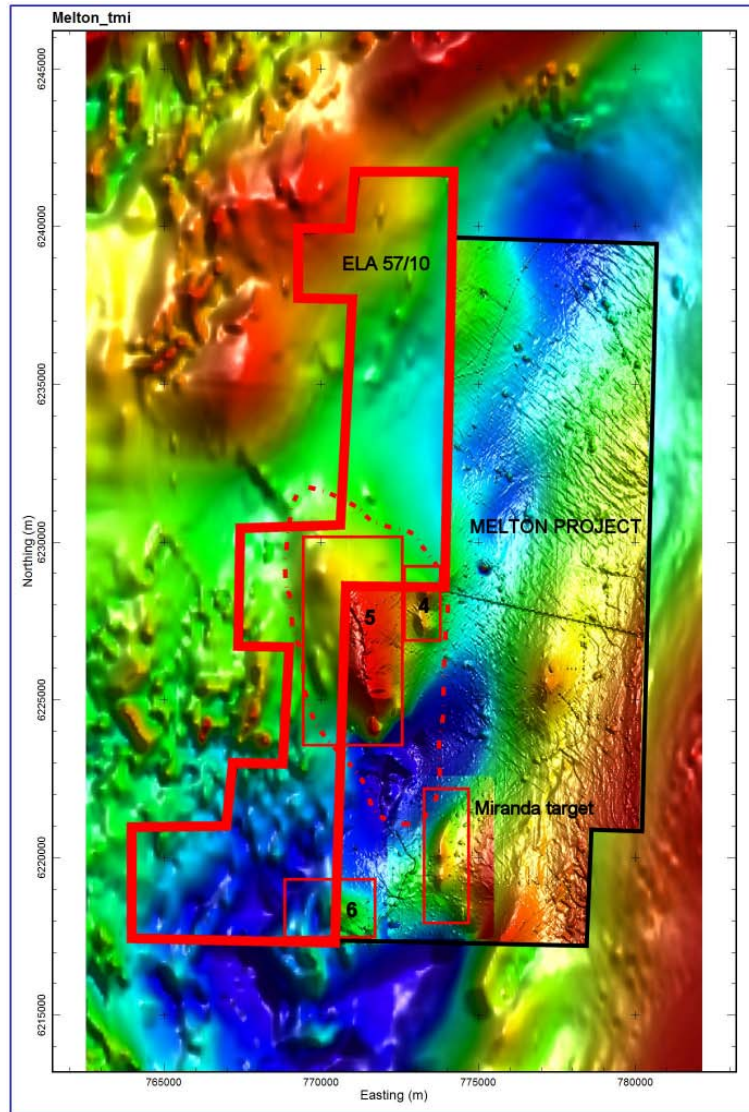 Melton_tmi
6245000
6240000
ELA 57/10
6235000
Northing (m)
6230000
MELTON PROJECT
5
4
6225000
Miranda target
6220000
6
6215000
765000
770000
775000
780000
Easting (m)